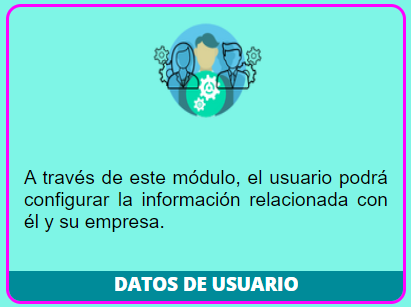 A través de este módulo, el usuario podrá
configurar la información relacionada con
él y su empresa.
DATOS DE USUARIO